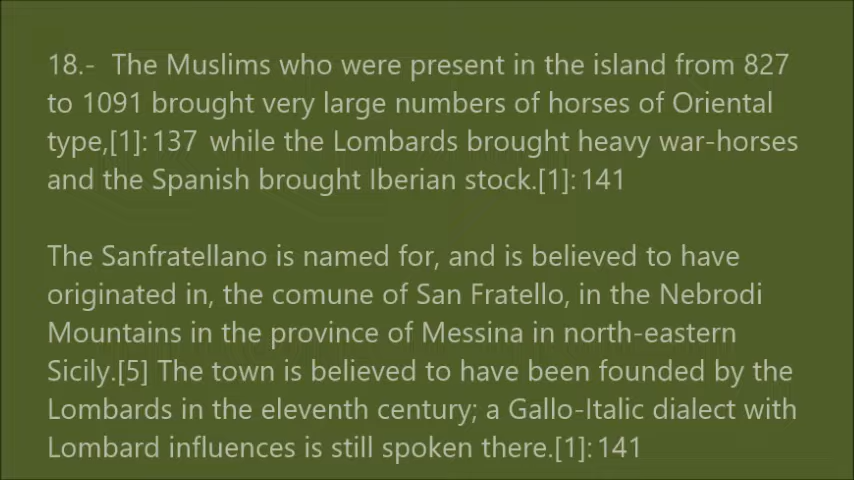 18.- The Muslims who were present in the island from 827
to 1091 brought very large numbers of horses of Oriental
type,[1]: 137 while the Lombards brought heavy war-horses
and the Spanish brought Iberian stock.[1]: 141
The Sanfratellano is named for, and is believed to have
originated in, the comune of San Fratello, in the Nebrodi
Mountains in the province of Messina in north-eastern
Sicily.[5] The town is believed to have been founded by the
Lombards in the eleventh century; a Gallo-Italic dialect with
Lombard influences is still spoken there.[1]: 141